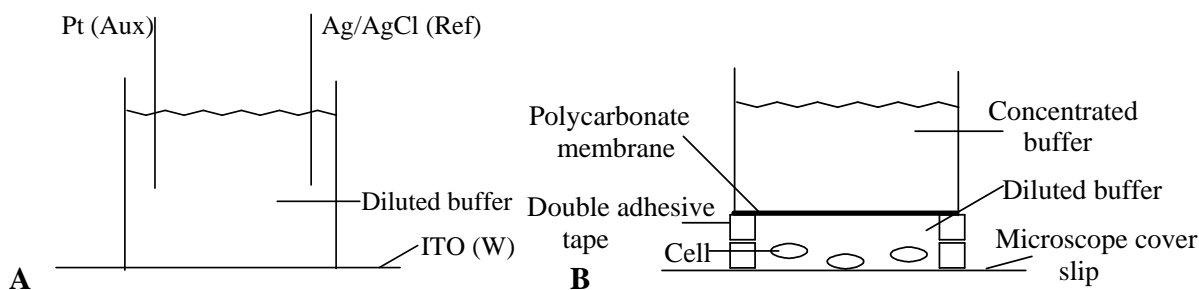 Pt (Aux)
Ag/AgCl (Ref)
Diluted buffer
ITO (W)
A
Polycarbonate
membrane
Concentrated
buffer
Diluted buffer
Double adhesive
tape
Cell
Microscope cover
slip
B